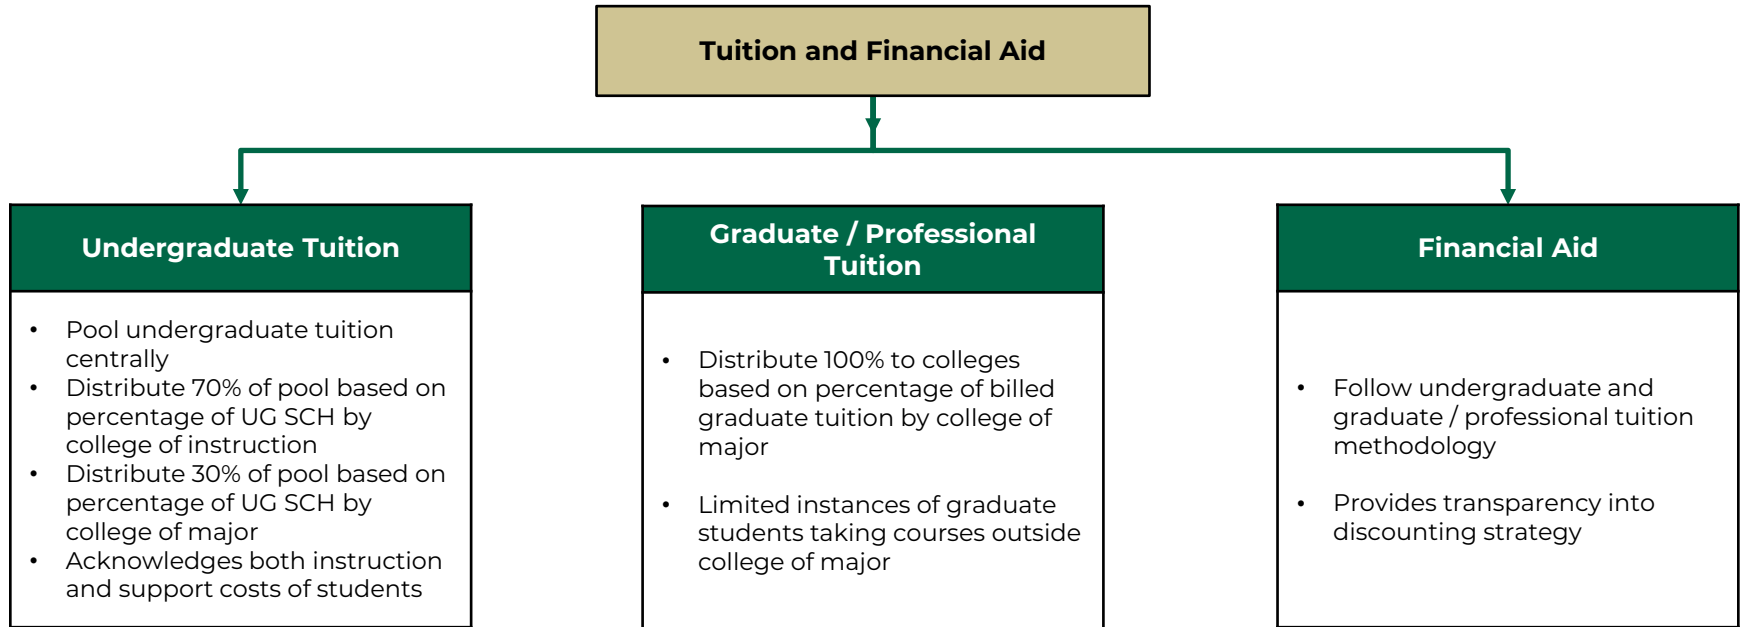 Tuition and Financial Aid
Undergraduate Tuition
• Pool undergraduate tuition
centrally
• Distribute 70% of pool based on
percentage of UG SCH by
college of instruction
• Distribute 30% of pool based on
percentage of UG SCH by
college of major
• Acknowledges both instruction
and support costs of students
Graduate / Professional
Tuition
• Distribute 100% to colleges
based on percentage of billed
graduate tuition by college of
major
• Limited instances of graduate
students taking courses outside
college of major
Financial Aid
• Follow undergraduate and
graduate / professional tuition
methodology
• Provides transparency into
discounting strategy